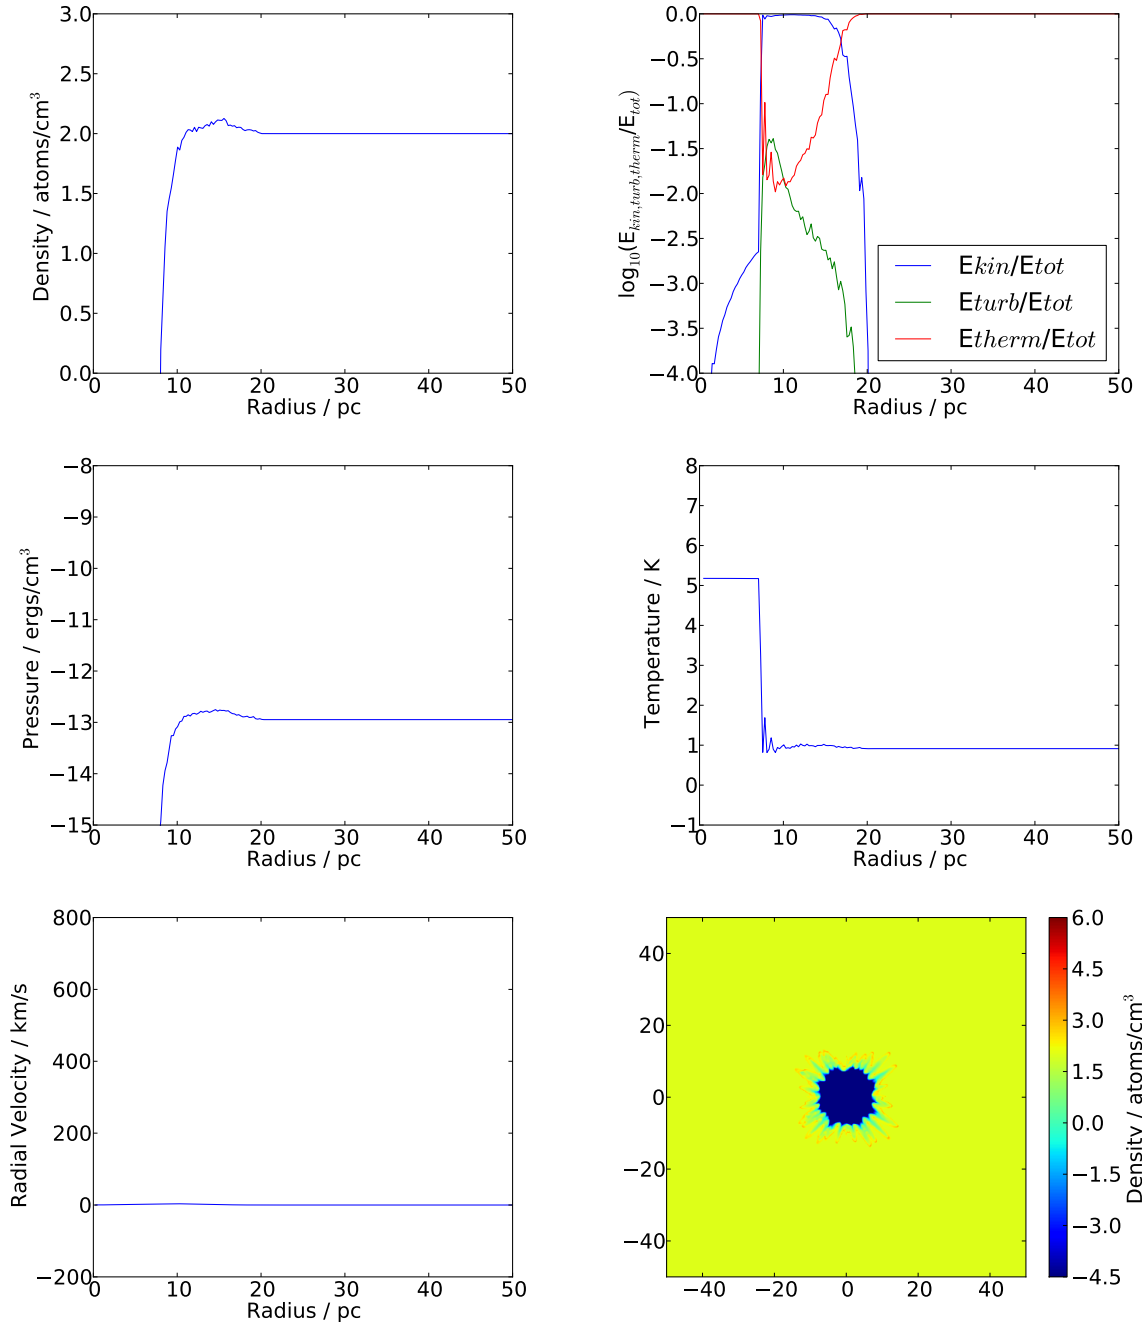 3.0
2.5
2.0
1.5
1.0
0.5
0.0
0 10 20 30 40 50
Density / atoms/cm³
Radius / pc
0.0
−0.5
−1.0
−1.5
−2.0
−2.5
−3.0
−3.5
−4.0
0 10 20 30 40 50
log₁₀(E_{kin,turb,therm}/E_{tot})
Radius / pc
Ekin/Etot
Eturb/Etot
Etherm/Etot
−8
−9
−10
−11
−12
−13
−14
−15
0 10 20 30 40 50
Pressure / ergs/cm³
Radius / pc
8
7
6
5
4
3
2
1
0
−1
0 10 20 30 40 50
Temperature / K
Radius / pc
800
600
400
200
0
−200
0 10 20 30 40 50
Radial Velocity / km/s
Radius / pc
40
20
0
−20
−40
−40 −20 0 20 40
6.0
4.5
3.0
1.5
0.0
−1.5
−3.0
−4.5
Density / atoms/cm³